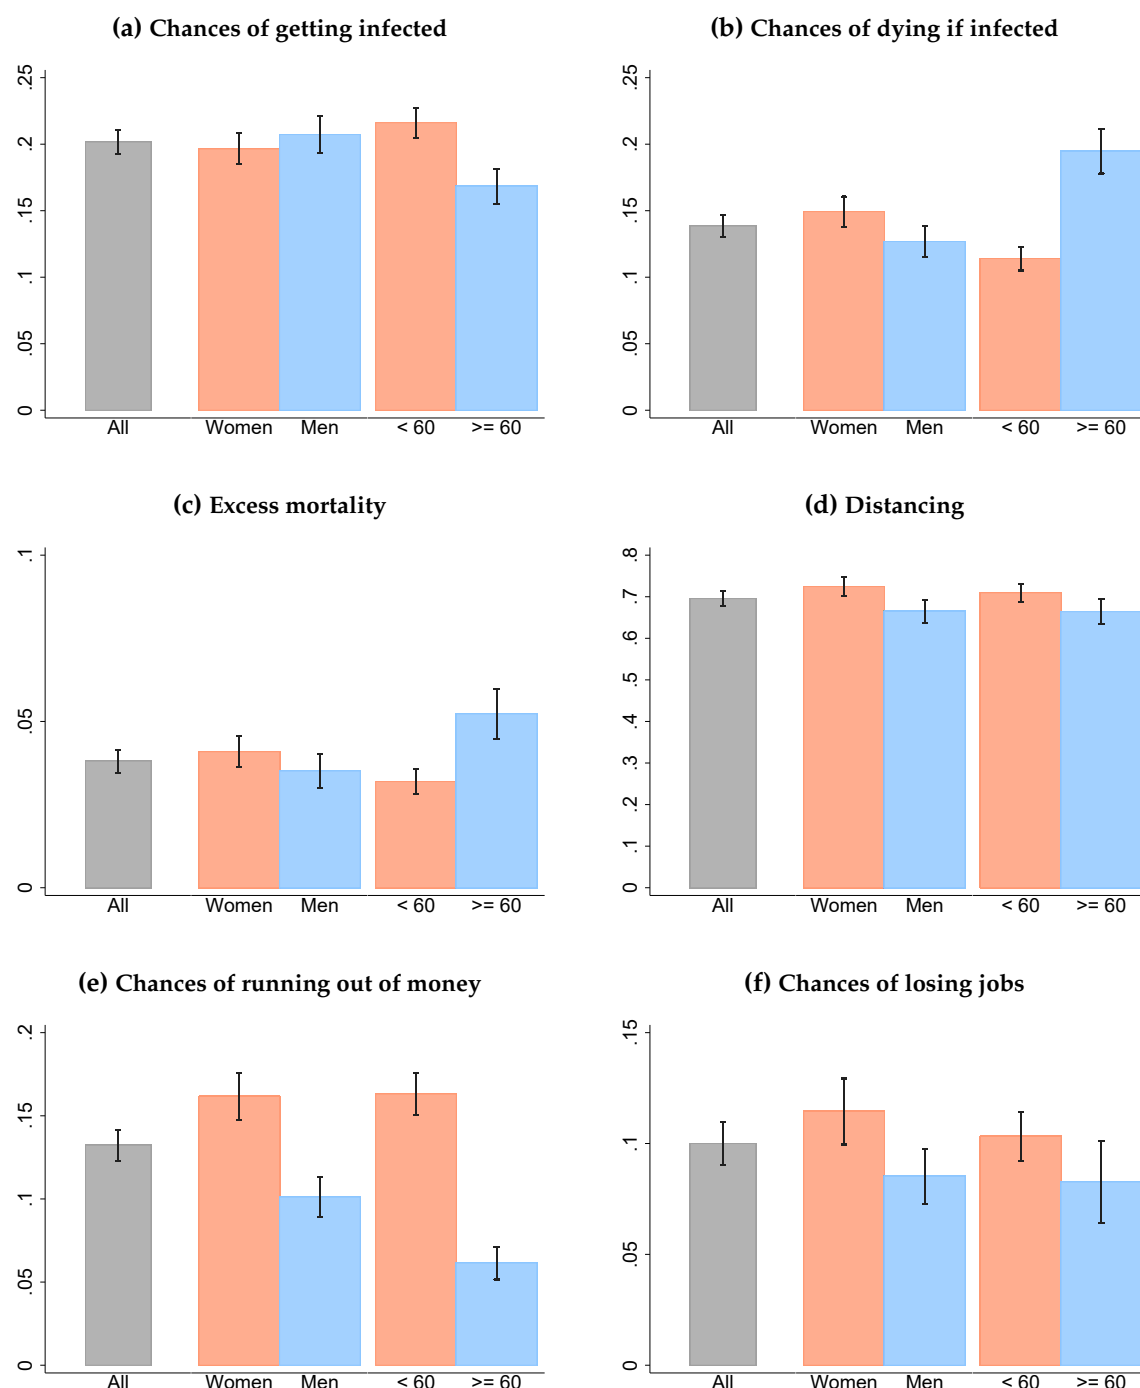 (a) Chances of getting infected
.25
.2
.15
.1
.05
0
All Women Men < 60 >= 60
(b) Chances of dying if infected
.25
.2
.15
.1
.05
0
All Women Men < 60 >= 60
(c) Excess mortality
.1
.05
0
All Women Men < 60 >= 60
(d) Distancing
.8
.7
.6
.5
.4
.3
.2
.1
0
All Women Men < 60 >= 60
(e) Chances of running out of money
.2
.15
.1
.05
0
All Women Men < 60 >= 60
(f) Chances of losing jobs
.15
.1
.05
0
All Women Men < 60 >= 60